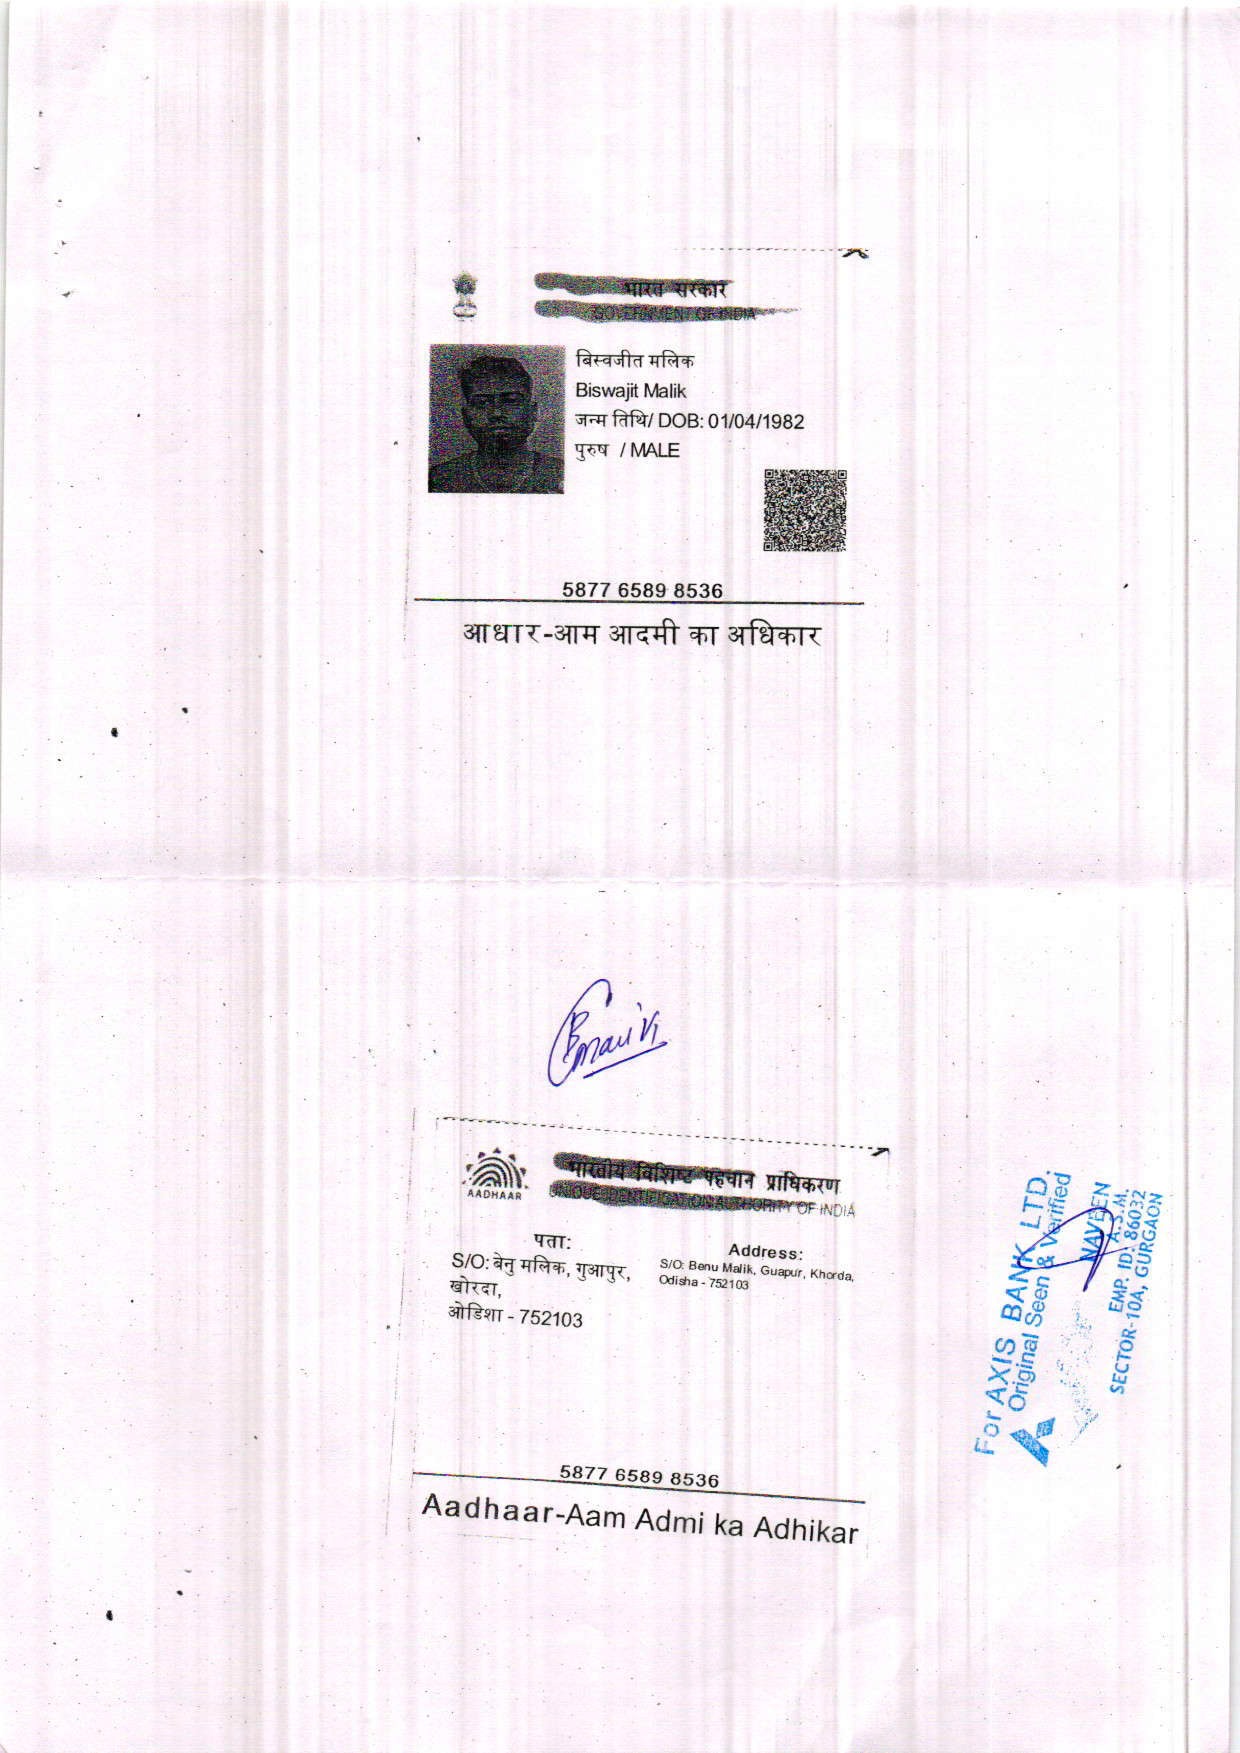 भारत सरकार
GOVERNMENT OF INDIA
बिस्वजीत मलिक
Biswajit Malik
जन्म तिथि/ DOB: 01/04/1982
पुरुष / MALE
5877 6589 8536
आधार-आम आदमी का अधिकार
AADHAAR
भारतीय विशिष्ट पहचान प्राधिकरण
UNIQUE IDENTIFICATION AUTHORITY OF INDIA
पता:
S/O: बेनु मलिक, गुआपुर,
खोरदा,
ओडिशा - 752103
Address:
S/O: Benu Malik, Guapur, Khorda,
Odisha - 752103
5877 6589 8536
Aadhaar-Aam Admi ka Adhikar
For AXIS BANK LTD.
Original Seen & Verified
NAVEEN
A.S.M.
EMP. ID: 86032
SECTOR-10A, GURGAON